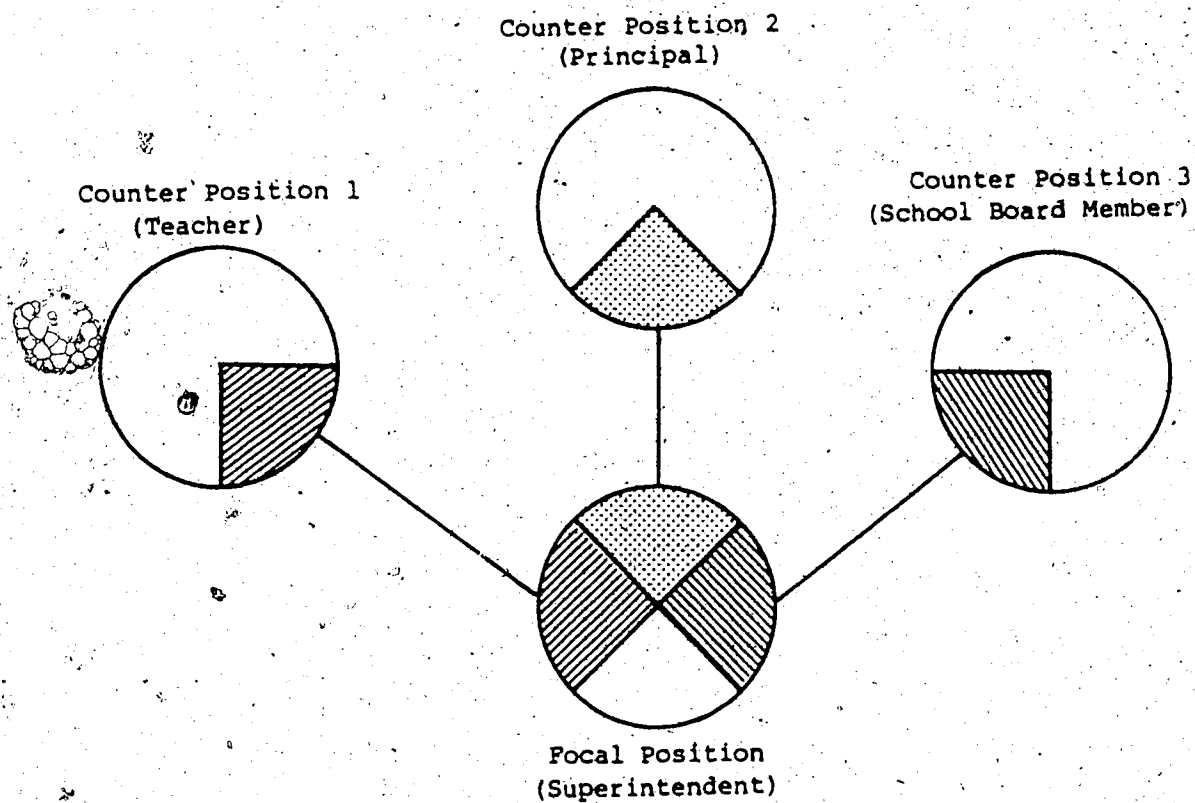 Counter Position 2
(Principal)
Counter Position 1
(Teacher)
Counter Position 3
(School Board Member)
Focal Position
(Superintendent)